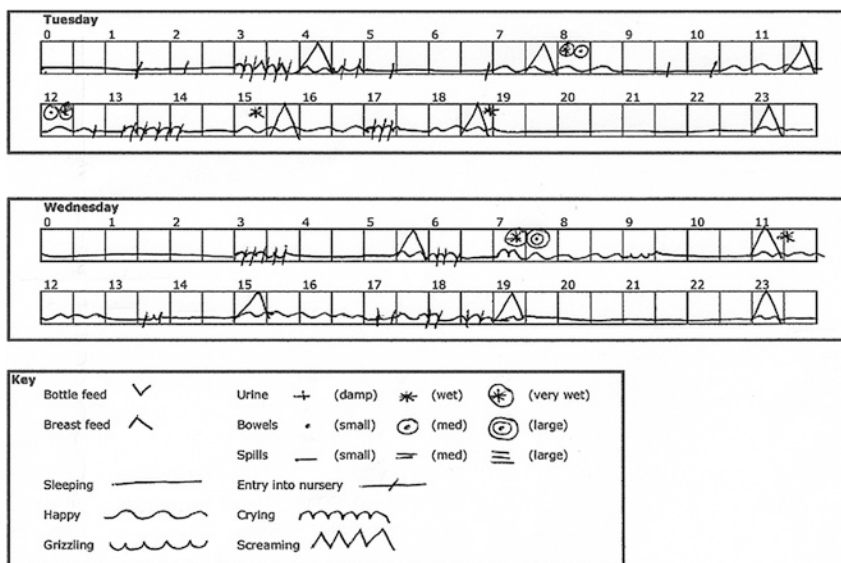 Tuesday
0 1 2 3 4 5 6 7 8 9 10 11
12 13 14 15 16 17 18 19 20 21 22 23
Wednesday
0 1 2 3 4 5 6 7 8 9 10 11
12 13 14 15 16 17 18 19 20 21 22 23
Key
Bottle feed Urine (damp) (wet) (very wet)
Breast feed Bowels (small) (med) (large)
Spills (small) (med) (large)
Sleeping Entry into nursery
Happy Crying
Grizzling Screaming